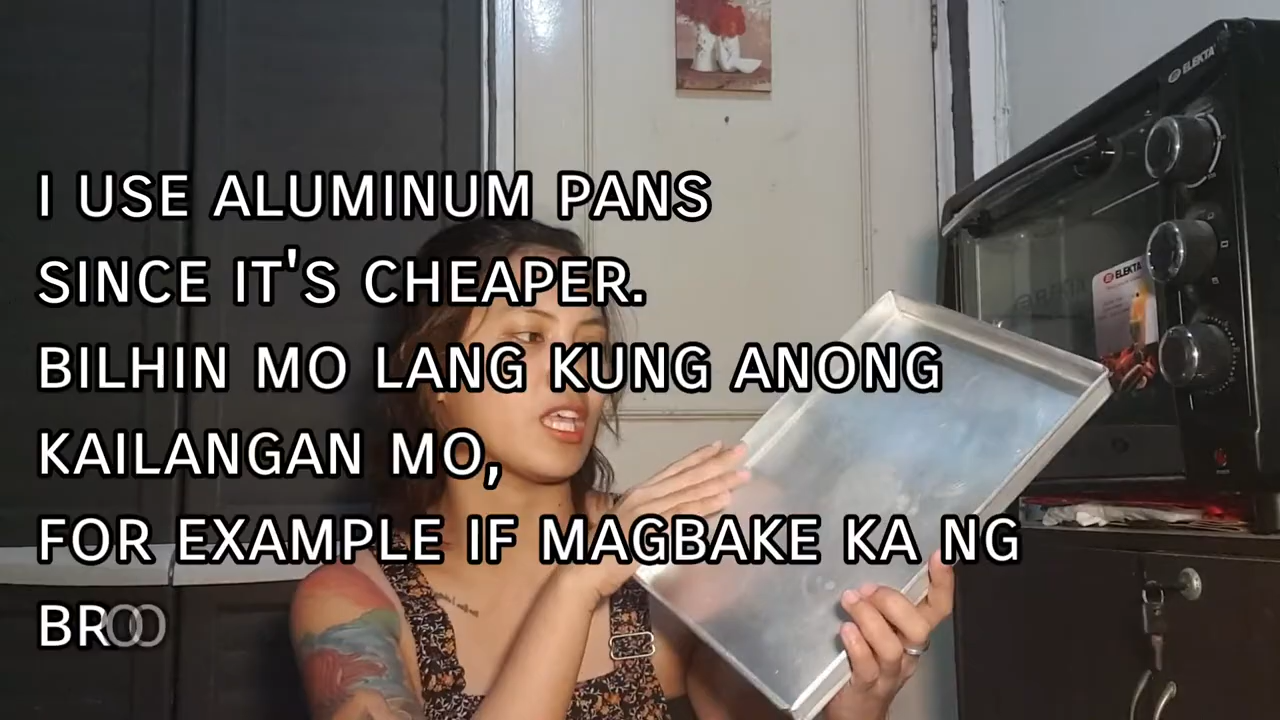 I USE ALUMINUM PANS
SINCE IT'S CHEAPER.
BILHIN MO LANG KUNG ANONG
KAILANGAN MO,
FOR EXAMPLE IF MAGBAKE KA NG
BROO
ELEKTA
ELEKTA